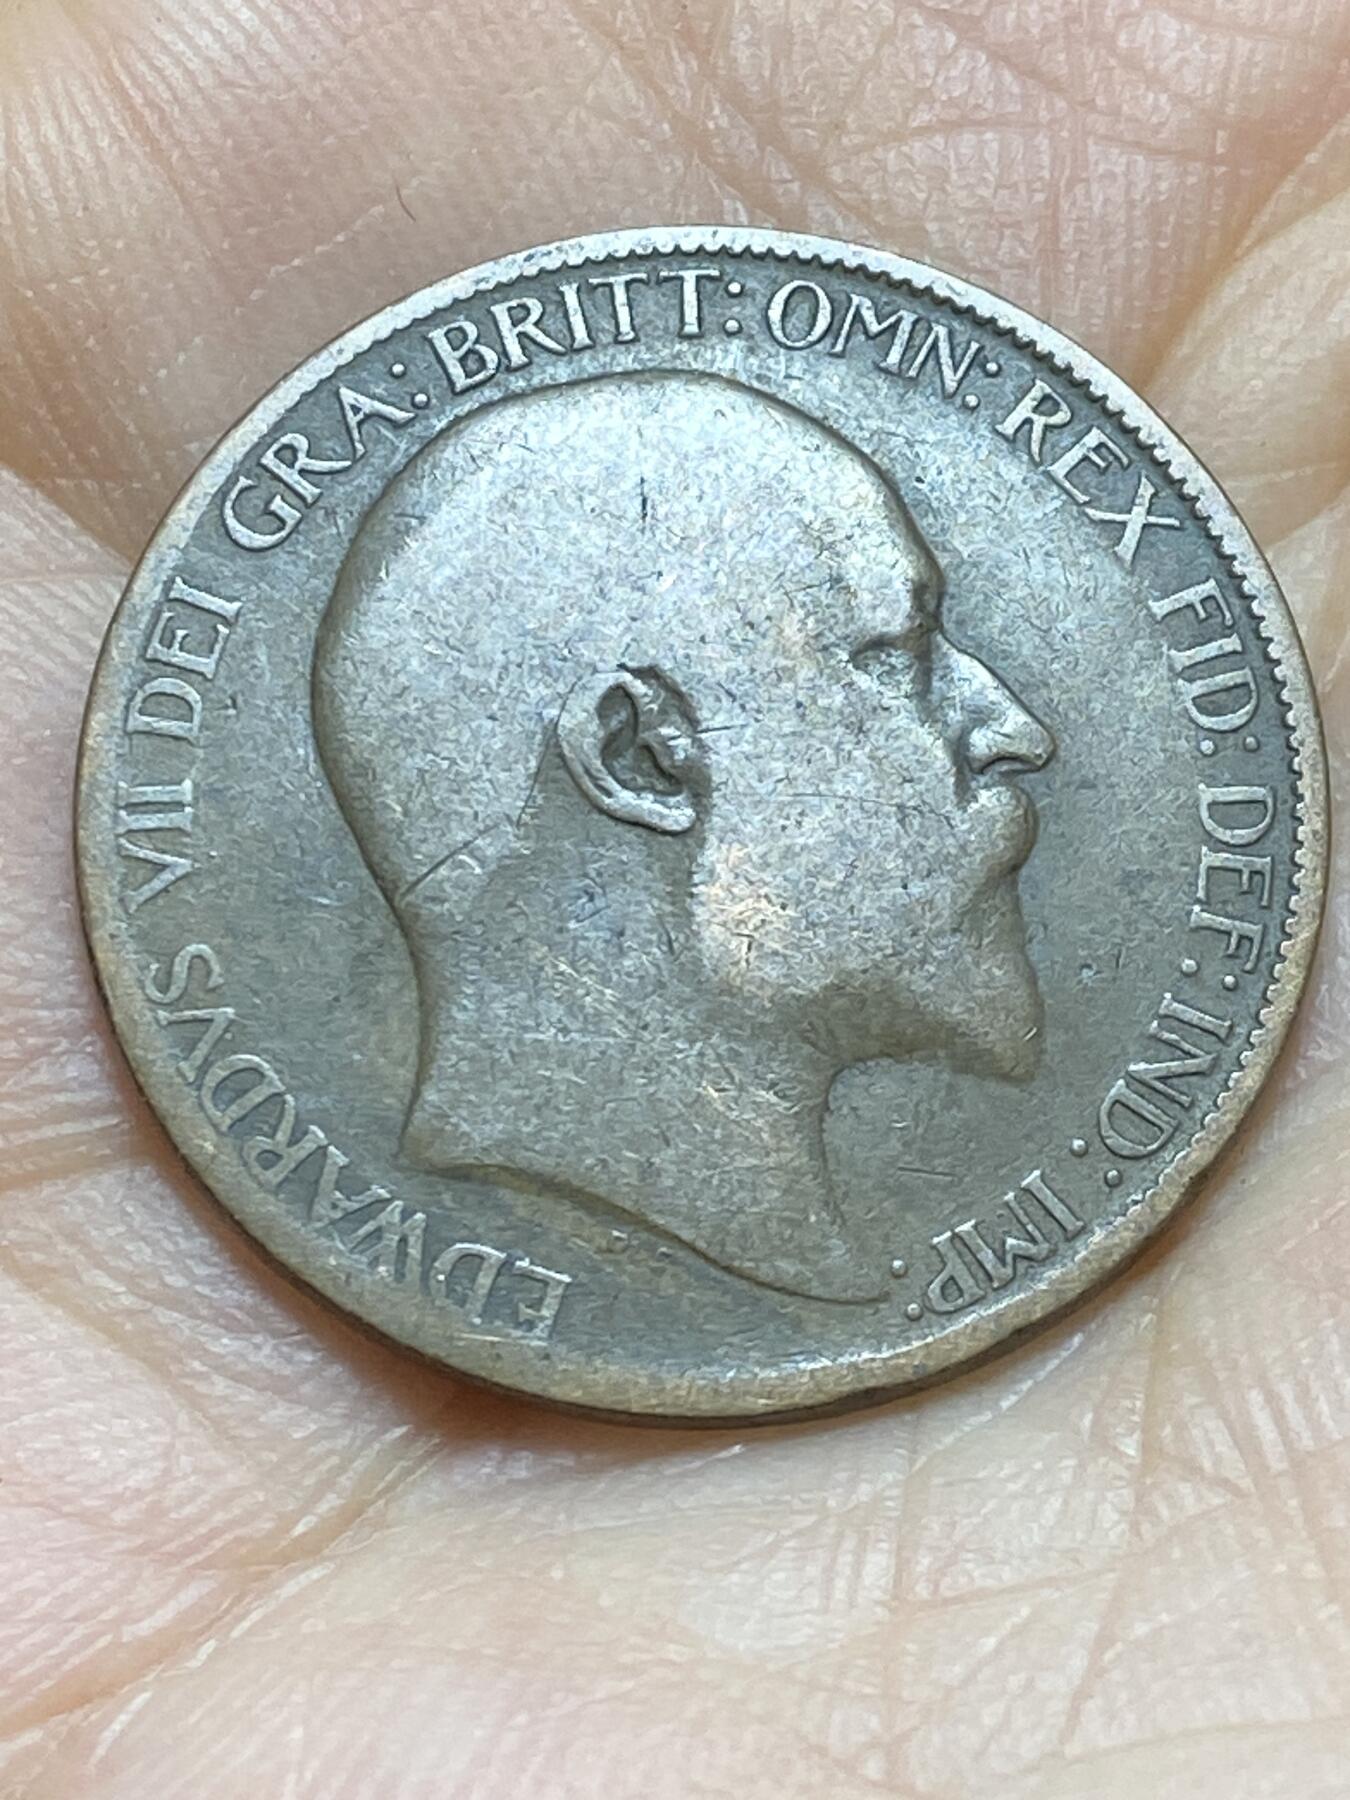 EDWARDVS VII DEI GRA: BRITT: OMN: REX FID: DEF: IND: IMP: